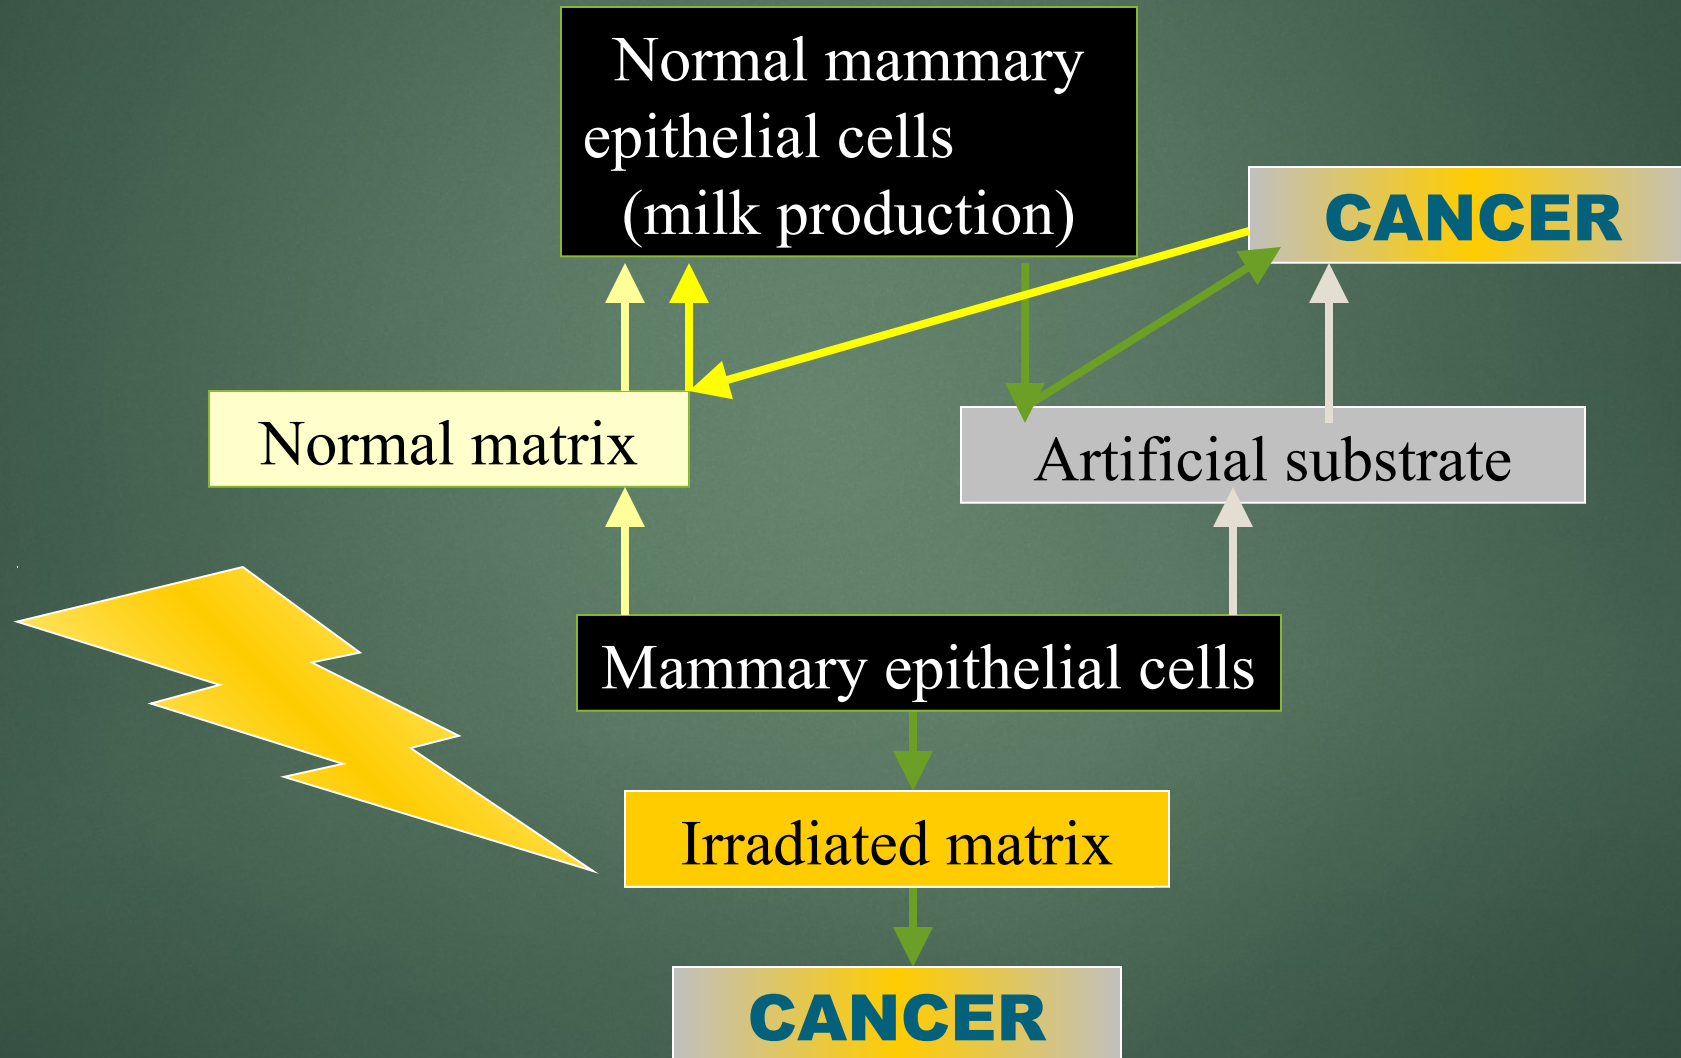 Normal mammary
epithelial cells
(milk production)
CANCER
Normal matrix
Artificial substrate
Mammary epithelial cells
Irradiated matrix
CANCER